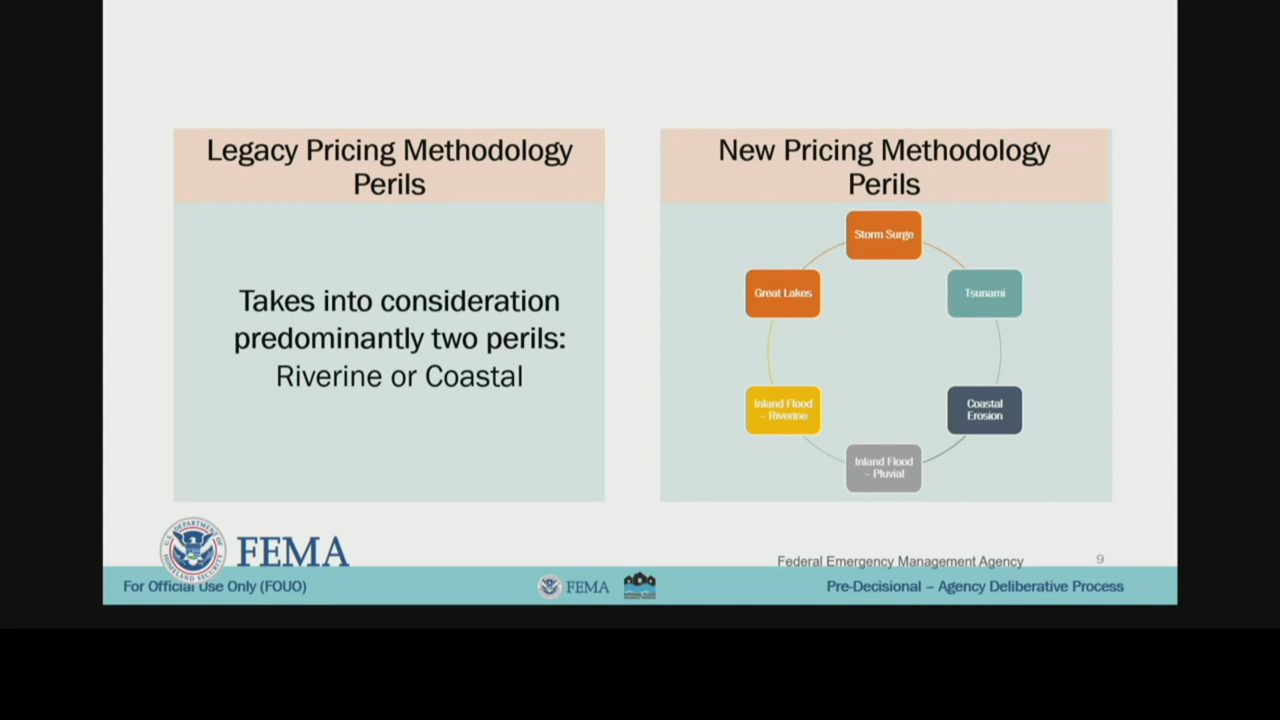 Legacy Pricing Methodology
Perils
Takes into consideration
predominantly two perils:
Riverine or Coastal
New Pricing Methodology
Perils
Storm Surge
Great Lakes
Tsunami
Inland Flood
– Riverine
Coastal
Erosion
Inland Flood
– Pluvial
FEMA
Federal Emergency Management Agency
9
For Official Use Only (FOUO)
FEMA
Pre-Decisional – Agency Deliberative Process